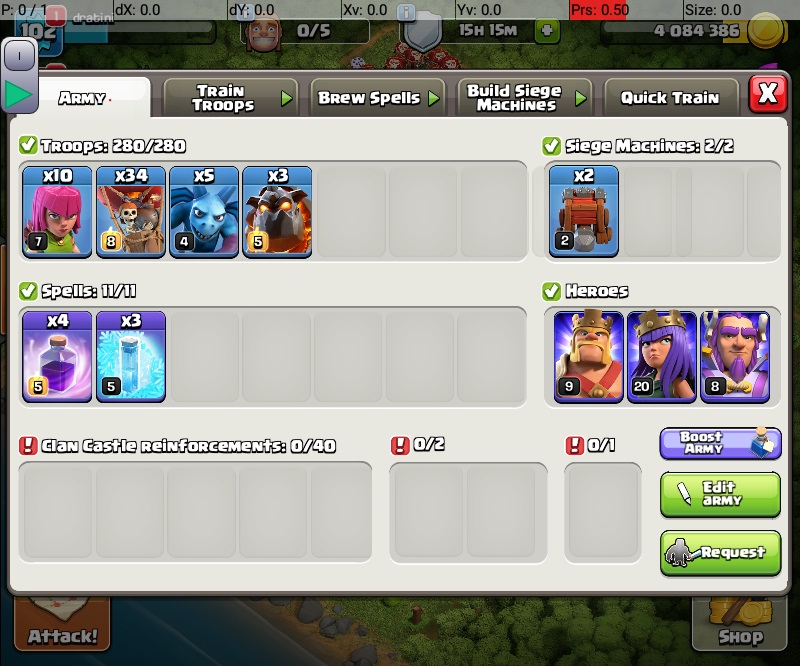 P: 0 / 1 dX: 0.0 dY: 0.0 Xv: 0.0 Yv: 0.0 Prs: 0.50 Size: 0.0
102 1 dratini 0/5 15H 15M 4 084 386
Army
Train Troops
Brew Spells
Build Siege Machines
Quick Train
X
Troops: 280/280
Siege Machines: 2/2
x10 x34 x5 x3 x2
7 8 4 5 2
Spells: 11/11
Heroes
x4 x3
5 5 9 20 8
Clan Castle reinforcements: 0/40
0/2
0/1
Boost Army
Edit army
Request
Attack!
Shop